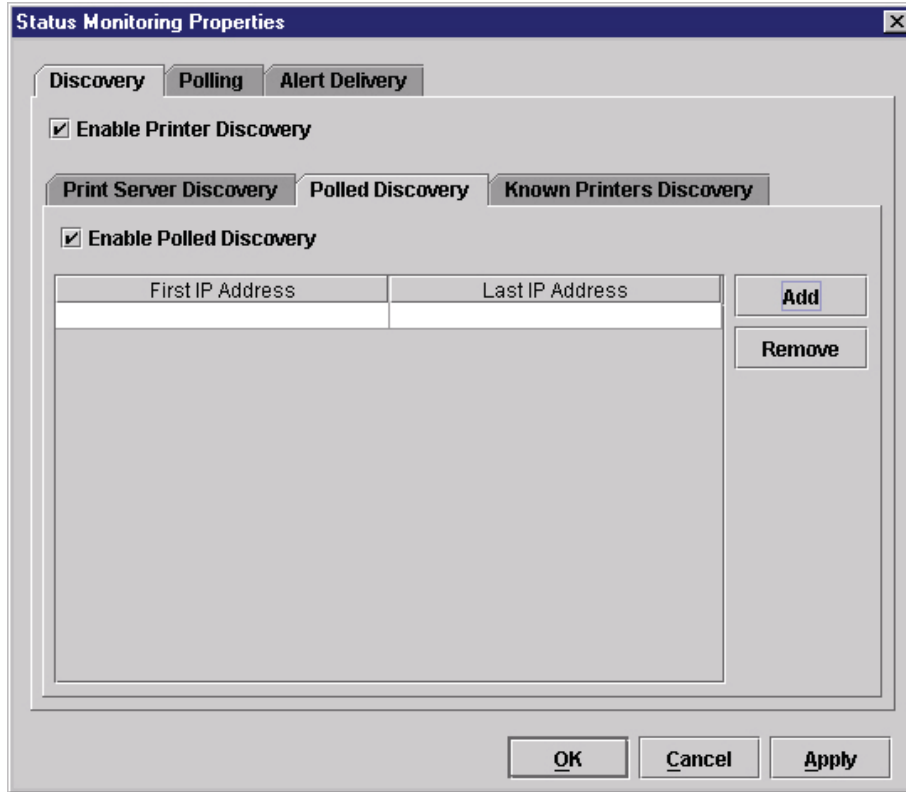 Status Monitoring Properties
Discovery Polling Alert Delivery
Enable Printer Discovery
Print Server Discovery Polled Discovery Known Printers Discovery
Enable Polled Discovery
First IP Address Last IP Address
Add
Remove
OK Cancel Apply